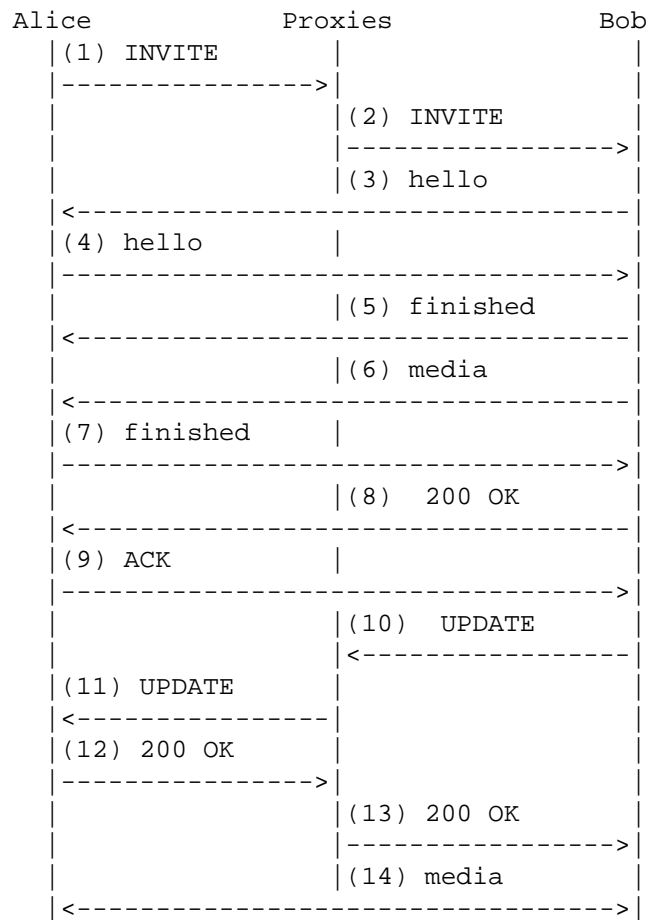 Alice Proxies Bob
(1) INVITE
(2) INVITE
(3) hello
(4) hello
(5) finished
(6) media
(7) finished
(8) 200 OK
(9) ACK
(10) UPDATE
(11) UPDATE
(12) 200 OK
(13) 200 OK
(14) media